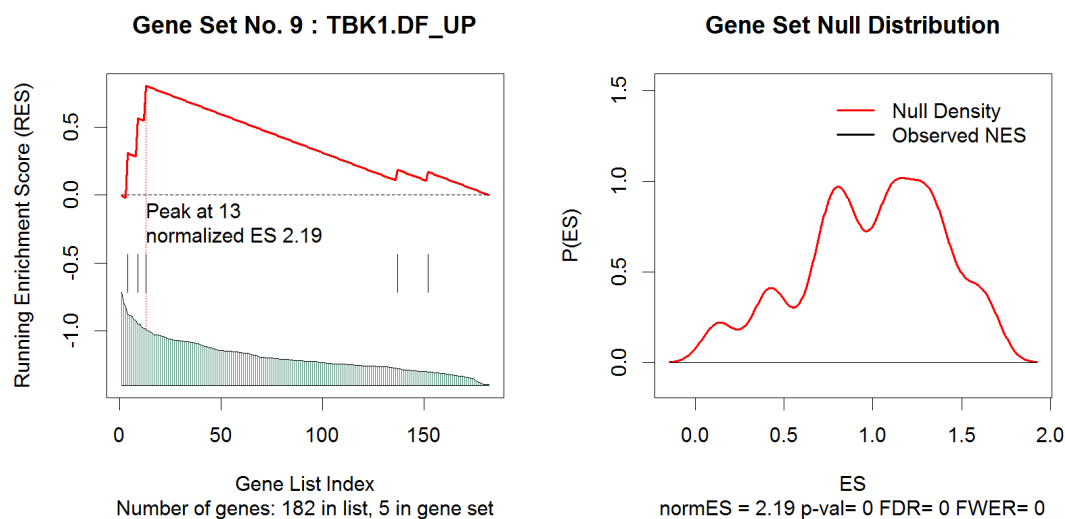 Gene Set No. 9 : TBK1.DF_UP
Running Enrichment Score (RES)
0.5
0.0
-0.5
-1.0
Peak at 13
normalized ES 2.19
0
50
100
150
Gene List Index
Number of genes: 182 in list, 5 in gene set
Gene Set Null Distribution
P(ES)
1.5
1.0
0.5
0.0
Null Density
Observed NES
0.0
0.5
1.0
1.5
2.0
ES
normES = 2.19 p-val= 0 FDR= 0 FWER= 0